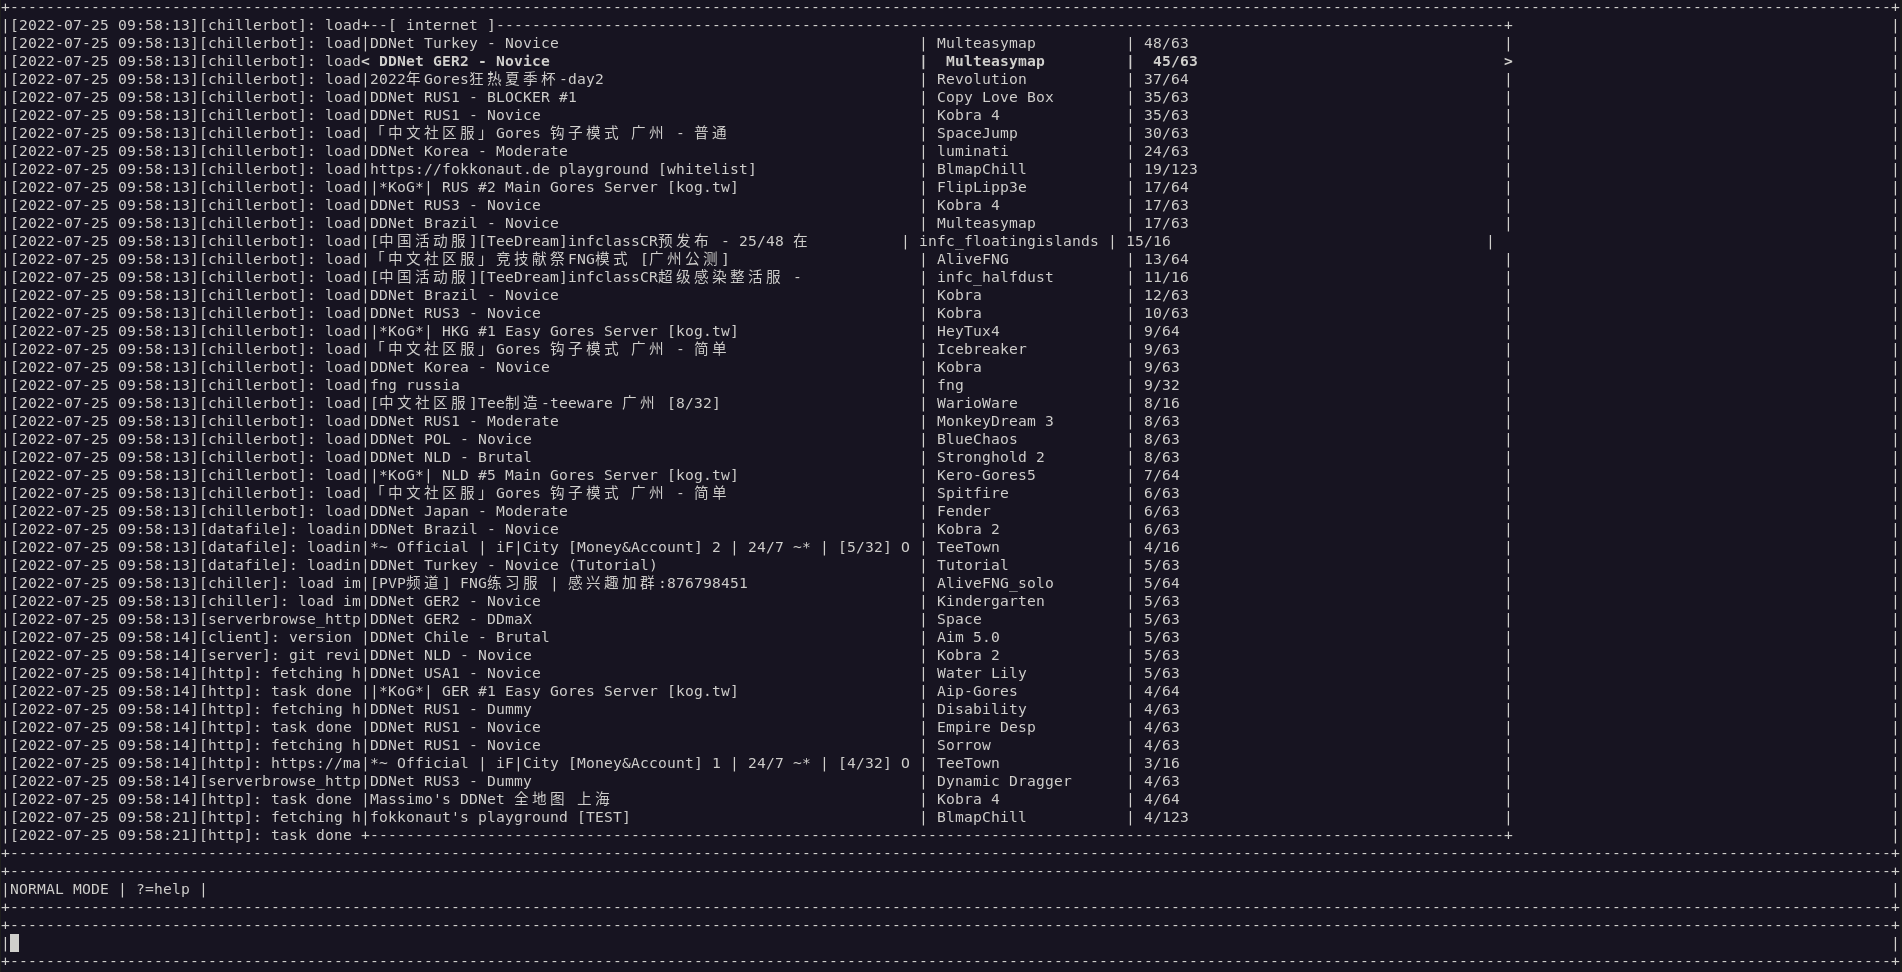 [2022-07-25 09:58:13][chillerbot]: load+--[ internet ]
|[2022-07-25 09:58:13][chillerbot]: load|DDNet Turkey - Novice | Multeasymap | 48/63 |
|[2022-07-25 09:58:13][chillerbot]: load< DDNet GER2 - Novice | Multeasymap | 45/63 >
|[2022-07-25 09:58:13][chillerbot]: load|2022年Gores狂热夏季杯-day2 | Revolution | 37/64 |
|[2022-07-25 09:58:13][chillerbot]: load|DDNet RUS1 - BLOCKER #1 | Copy Love Box | 35/63 |
|[2022-07-25 09:58:13][chillerbot]: load|DDNet RUS1 - Novice | Kobra 4 | 35/63 |
|[2022-07-25 09:58:13][chillerbot]: load|「中文社区服」Gores 钩子模式 广州 - 普通 | SpaceJump | 30/63 |
|[2022-07-25 09:58:13][chillerbot]: load|DDNet Korea - Moderate | luminati | 24/63 |
|[2022-07-25 09:58:13][chillerbot]: load|https://fokkonaut.de playground [whitelist] | BlmapChill | 19/123 |
|[2022-07-25 09:58:13][chillerbot]: load||*KoG*| RUS #2 Main Gores Server [kog.tw] | FlipLipp3e | 17/64 |
|[2022-07-25 09:58:13][chillerbot]: load|DDNet RUS3 - Novice | Kobra 4 | 17/63 |
|[2022-07-25 09:58:13][chillerbot]: load|DDNet Brazil - Novice | Multeasymap | 17/63 |
|[2022-07-25 09:58:13][chillerbot]: load|[中国活动服][TeeDream]infclassCR预发布 - 25/48 在 | infc_floatingislands | 15/16 |
|[2022-07-25 09:58:13][chillerbot]: load|「中文社区服」竞技献祭FNG模式 [广州公测] | AliveFNG | 13/64 |
|[2022-07-25 09:58:13][chillerbot]: load|[中国活动服][TeeDream]infclassCR超级感染整活服 - | infc_halfdust | 11/16 |
|[2022-07-25 09:58:13][chillerbot]: load|DDNet Brazil - Novice | Kobra | 12/63 |
|[2022-07-25 09:58:13][chillerbot]: load|DDNet RUS3 - Novice | Kobra | 10/63 |
|[2022-07-25 09:58:13][chillerbot]: load||*KoG*| HKG #1 Easy Gores Server [kog.tw] | HeyTux4 | 9/64 |
|[2022-07-25 09:58:13][chillerbot]: load|「中文社区服」Gores 钩子模式 广州 - 简单 | Icebreaker | 9/63 |
|[2022-07-25 09:58:13][chillerbot]: load|DDNet Korea - Novice | Kobra | 9/63 |
|[2022-07-25 09:58:13][chillerbot]: load|fng russia | fng | 9/32 |
|[2022-07-25 09:58:13][chillerbot]: load|[中文社区服]Tee制造-teeware 广州 [8/32] | WarioWare | 8/16 |
|[2022-07-25 09:58:13][chillerbot]: load|DDNet RUS1 - Moderate | MonkeyDream 3 | 8/63 |
|[2022-07-25 09:58:13][chillerbot]: load|DDNet POL - Novice | BlueChaos | 8/63 |
|[2022-07-25 09:58:13][chillerbot]: load|DDNet NLD - Brutal | Stronghold 2 | 8/63 |
|[2022-07-25 09:58:13][chillerbot]: load||*KoG*| NLD #5 Main Gores Server [kog.tw] | Kero-Gores5 | 7/64 |
|[2022-07-25 09:58:13][chillerbot]: load|「中文社区服」Gores 钩子模式 广州 - 简单 | Spitfire | 6/63 |
|[2022-07-25 09:58:13][chillerbot]: load|DDNet Japan - Moderate | Fender | 6/63 |
|[2022-07-25 09:58:13][datafile]: loadin|DDNet Brazil - Novice | Kobra 2 | 6/63 |
|[2022-07-25 09:58:13][datafile]: loadin|*~ Official | iF|City [Money&Account] 2 | 24/7 ~* | [5/32] O | TeeTown | 4/16 |
|[2022-07-25 09:58:13][datafile]: loadin|DDNet Turkey - Novice (Tutorial) | Tutorial | 5/63 |
|[2022-07-25 09:58:13][chiller]: load im|[PVP频道] FNG练习服 | 感兴趣加群:876798451 | AliveFNG_solo | 5/64 |
|[2022-07-25 09:58:13][chiller]: load im|DDNet GER2 - Novice | Kindergarten | 5/63 |
|[2022-07-25 09:58:13][serverbrowse_http|DDNet GER2 - DDmaX | Space | 5/63 |
|[2022-07-25 09:58:14][client]: version |DDNet Chile - Brutal | Aim 5.0 | 5/63 |
|[2022-07-25 09:58:14][server]: git revi|DDNet NLD - Novice | Kobra 2 | 5/63 |
|[2022-07-25 09:58:14][http]: fetching h|DDNet USA1 - Novice | Water Lily | 5/63 |
|[2022-07-25 09:58:14][http]: task done ||*KoG*| GER #1 Easy Gores Server [kog.tw] | Aip-Gores | 4/64 |
|[2022-07-25 09:58:14][http]: fetching h|DDNet RUS1 - Dummy | Disability | 4/63 |
|[2022-07-25 09:58:14][http]: task done |DDNet RUS1 - Novice | Empire Desp | 4/63 |
|[2022-07-25 09:58:14][http]: fetching h|DDNet RUS1 - Novice | Sorrow | 4/63 |
|[2022-07-25 09:58:14][http]: https://ma|*~ Official | iF|City [Money&Account] 1 | 24/7 ~* | [4/32] O | TeeTown | 3/16 |
|[2022-07-25 09:58:14][serverbrowse_http|DDNet RUS3 - Dummy | Dynamic Dragger | 4/63 |
|[2022-07-25 09:58:14][http]: task done |Massimo's DDNet 全地图 上海 | Kobra 4 | 4/64 |
|[2022-07-25 09:58:21][http]: fetching h|fokkonaut's playground [TEST] | BlmapChill | 4/123 |
|[2022-07-25 09:58:21][http]: task done +
|NORMAL MODE | ?=help |